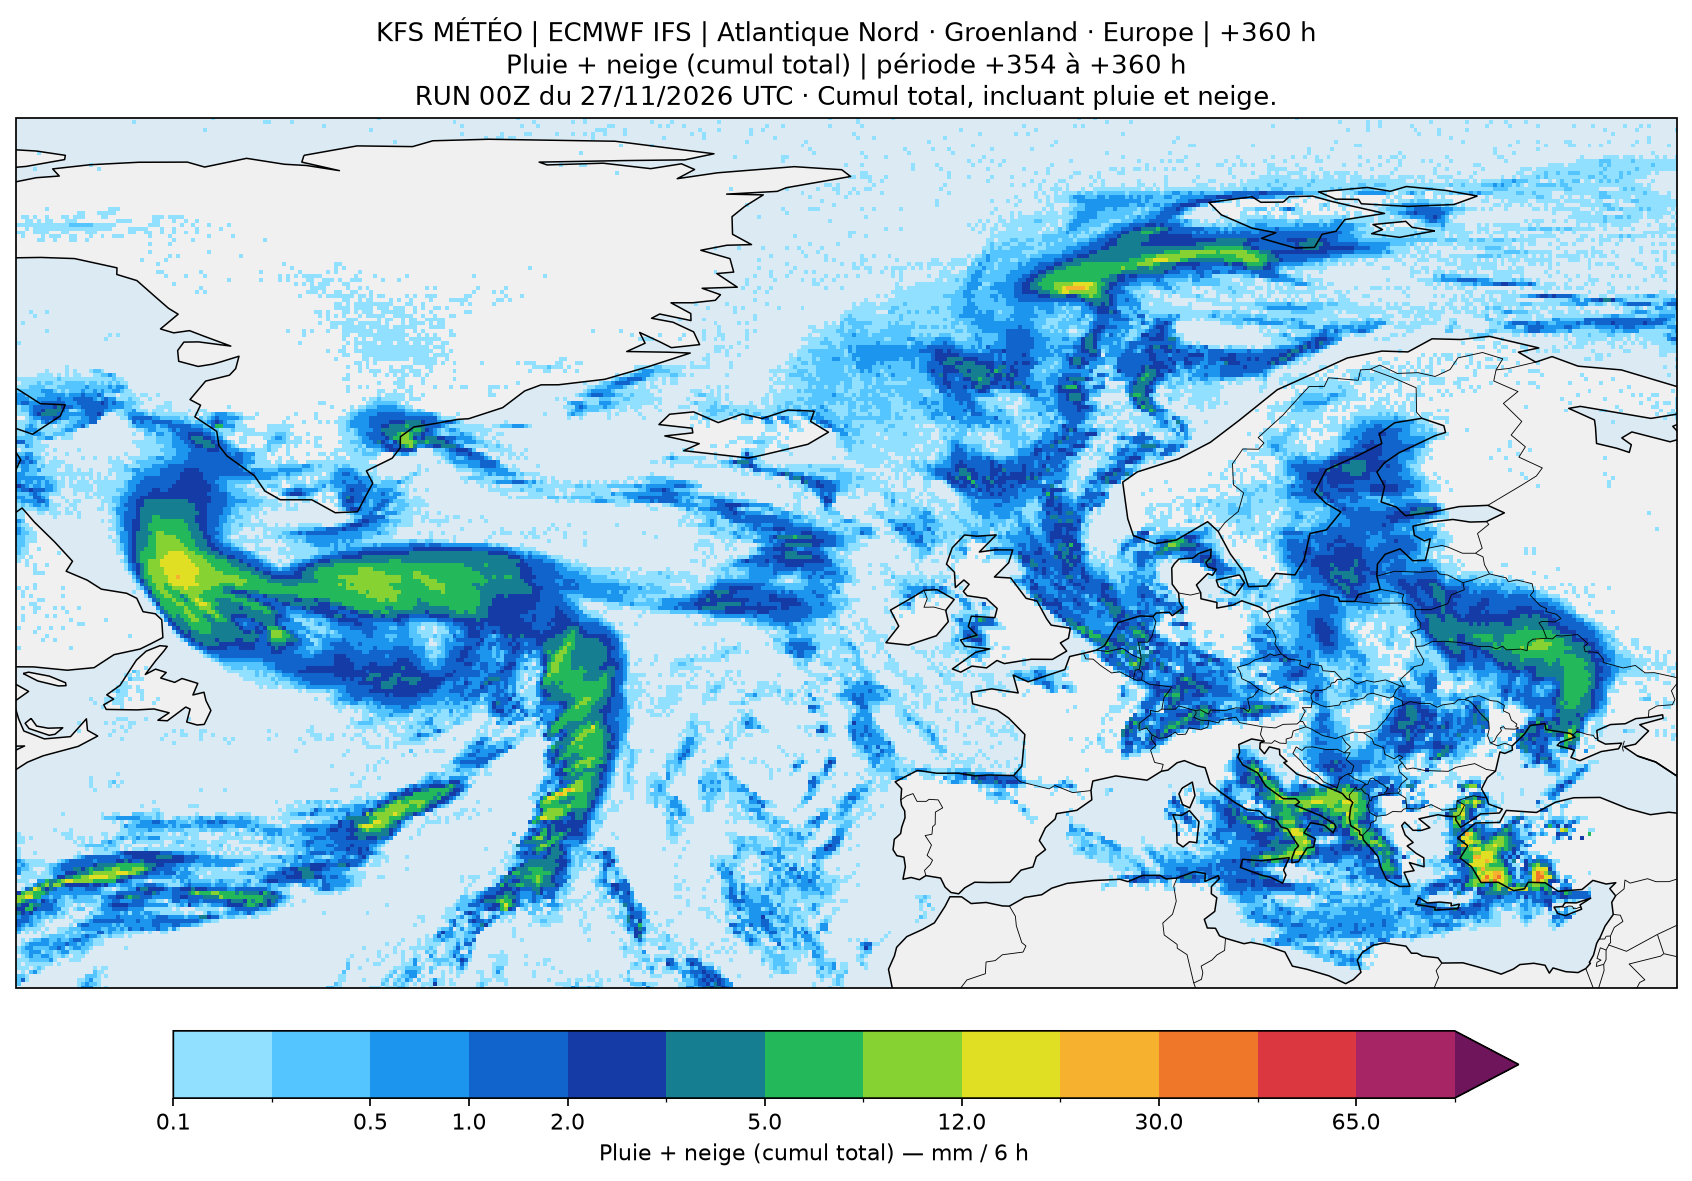 KFS MÉTÉO | ECMWF IFS | Atlantique Nord · Groenland · Europe | +360 h
Pluie + neige (cumul total) | période +354 à +360 h
RUN 00Z du 27/11/2026 UTC · Cumul total, incluant pluie et neige.
0.1 0.5 1.0 2.0 5.0 12.0 30.0 65.0
Pluie + neige (cumul total) — mm / 6 h